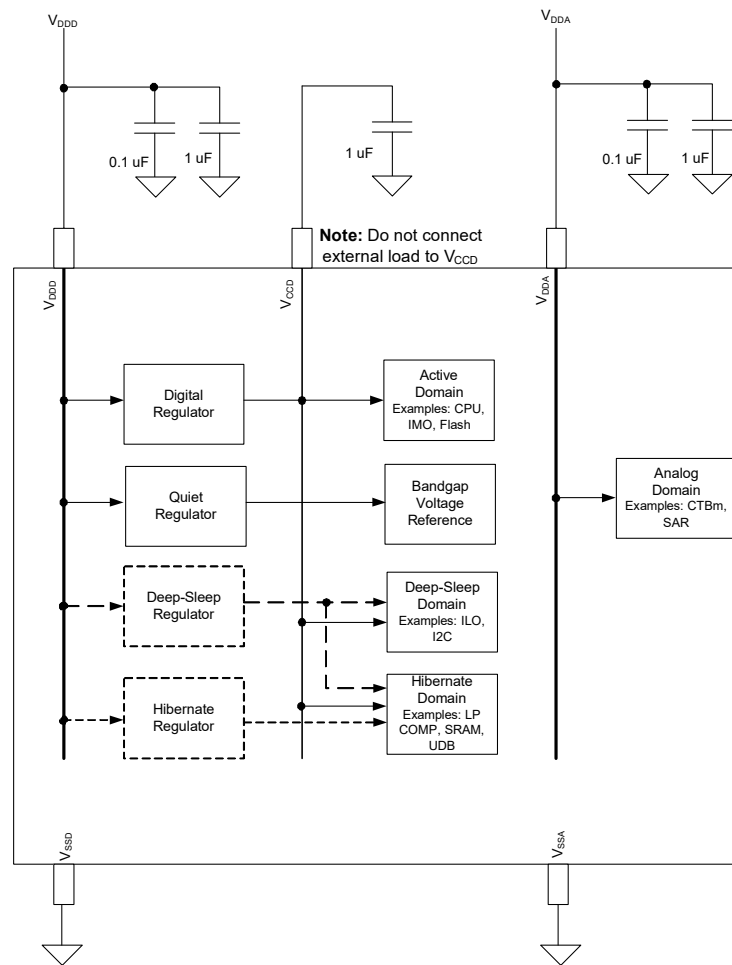 VDDD
VDDA
0.1 uF
1 uF
1 uF
0.1 uF
1 uF
Note: Do not connect
external load to VCCD
VDDD
VCCD
VDDA
Digital
Regulator
Active
Domain
Examples: CPU,
IMO, Flash
Quiet
Regulator
Bandgap
Voltage
Reference
Analog
Domain
Examples: CTBm,
SAR
Deep-Sleep
Regulator
Deep-Sleep
Domain
Examples: ILO,
I2C
Hibernate
Regulator
Hibernate
Domain
Examples: LP
COMP, SRAM,
UDB
VSSD
VSSA